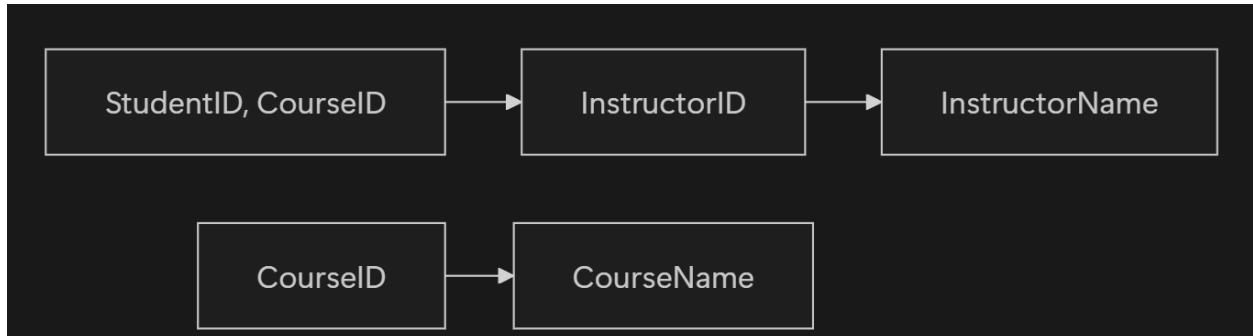 StudentID, CourseID
InstructorID
InstructorName
CourseID
CourseName